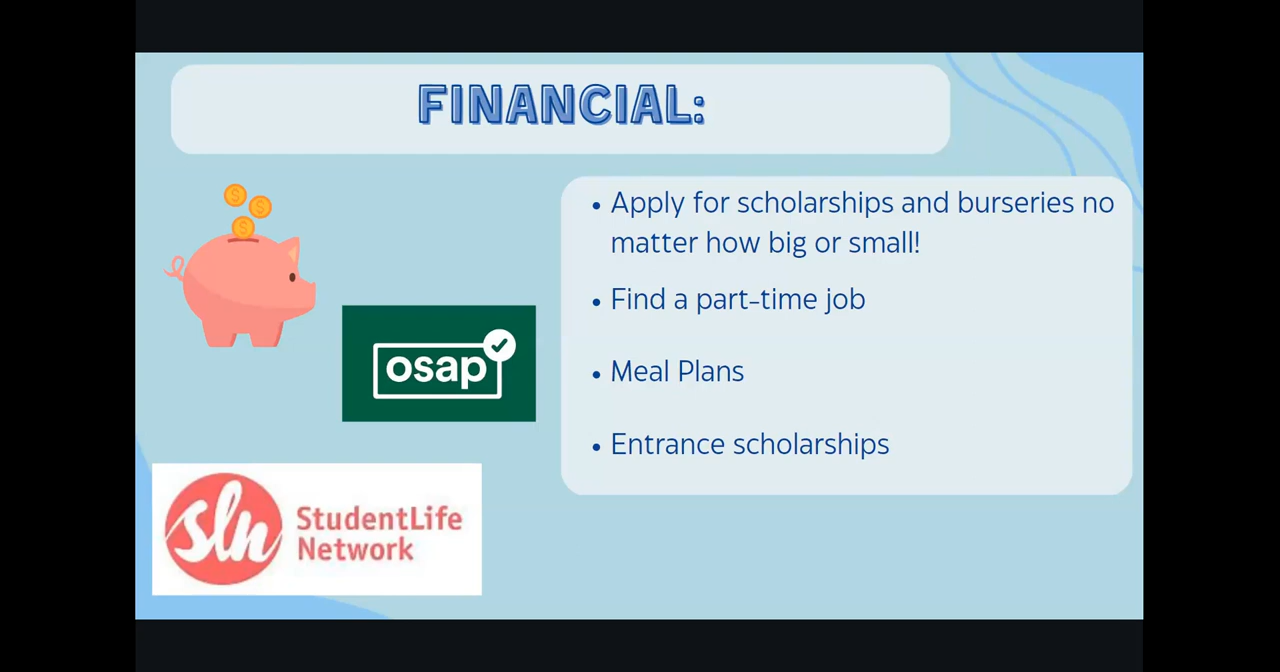 FINANCIAL:
• Apply for scholarships and burseries no
matter how big or small!
• Find a part-time job
• Meal Plans
• Entrance scholarships
osap
sln
StudentLife
Network